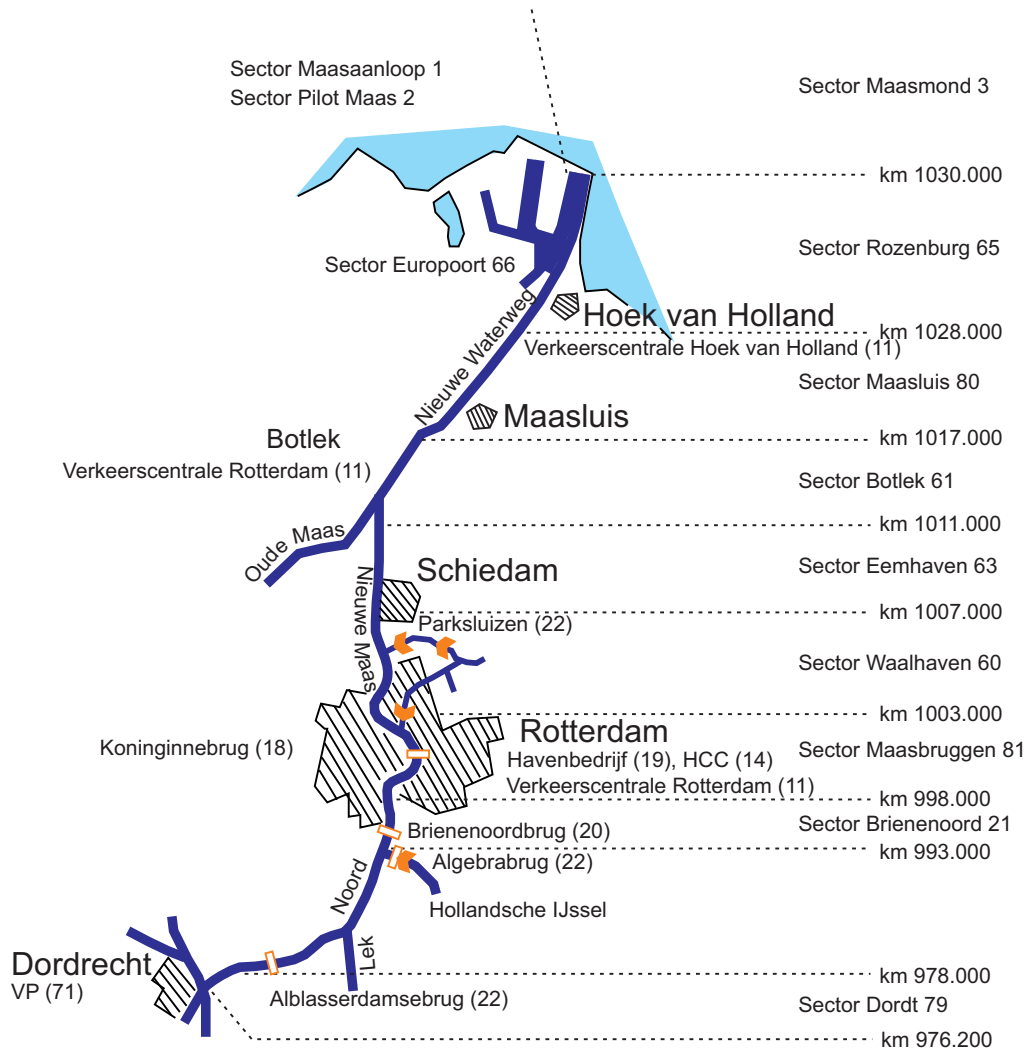 Sector Maasaanloop 1
Sector Pilot Maas 2
Sector Maasmond 3
km 1030.000
Sector Rozenburg 65
Sector Europoort 66
Hoek van Holland
km 1028.000
Verkeerscentrale Hoek van Holland (11)
Nieuwe Waterweg
Sector Maasluis 80
Maasluis
Botlek
km 1017.000
Verkeerscentrale Rotterdam (11)
Sector Botlek 61
km 1011.000
Oude Maas
Schiedam
Sector Eemhaven 63
Nieuwe Maas
km 1007.000
Parksluizen (22)
Sector Waalhaven 60
km 1003.000
Rotterdam
Koninginnebrug (18)
Sector Maasbruggen 81
Havenbedrijf (19), HCC (14)
Verkeerscentrale Rotterdam (11)
km 998.000
Sector Brienenoord 21
Brienenoordbrug (20)
km 993.000
Algebrabrug (22)
Noord
Hollandsche IJssel
Lek
Dordrecht
VP (71)
km 978.000
Alblasserdamsebrug (22)
Sector Dordt 79
km 976.200